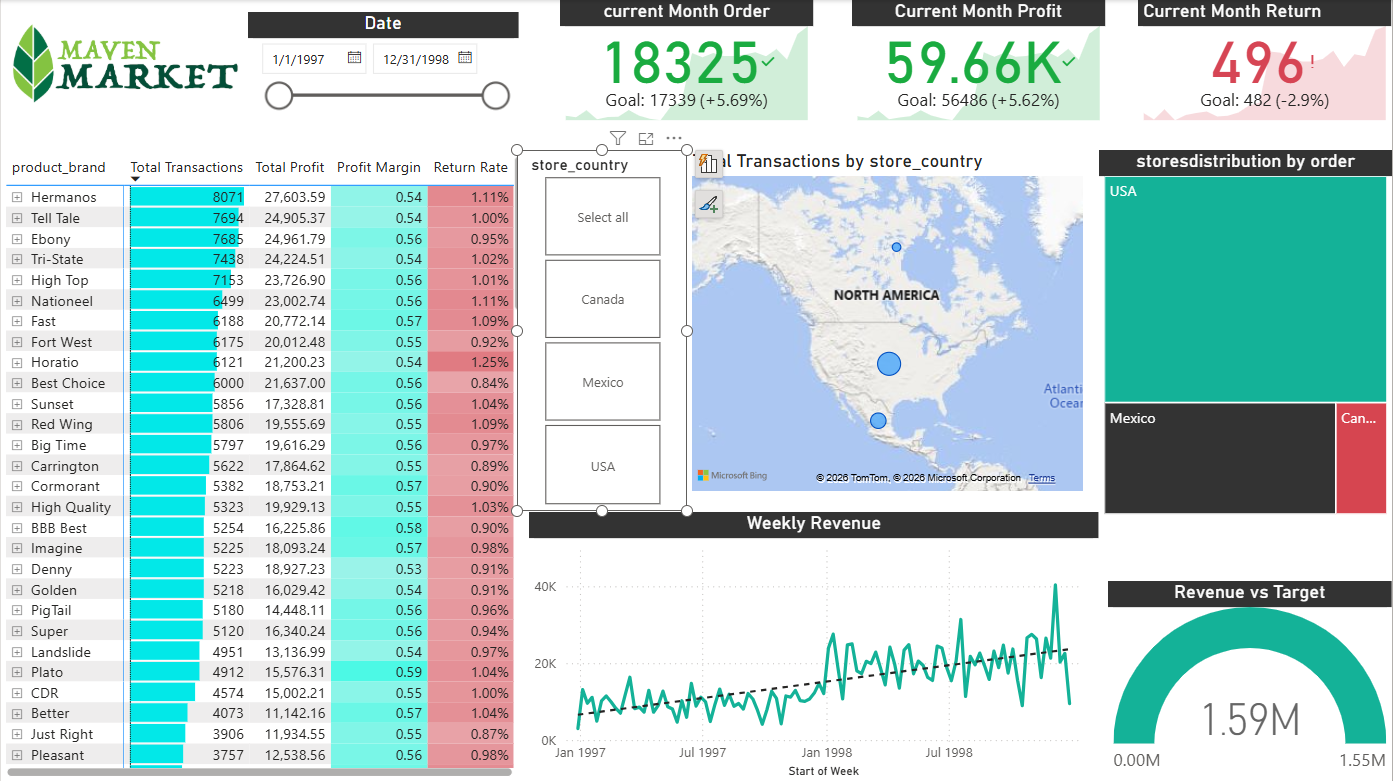 MAVEN
MARKET
Date
1/1/1997
12/31/1998
current Month Order
18325
Goal: 17339 (+5.69%)
Current Month Profit
59.66K
Goal: 56486 (+5.62%)
Current Month Return
496!
Goal: 482 (-2.9%)
product_brand Total Transactions Total Profit Profit Margin Return Rate
Hermanos 8071 27,603.59 0.54 1.11%
Tell Tale 7694 24,905.37 0.54 1.00%
Ebony 7685 24,961.79 0.56 0.95%
Tri-State 7438 24,224.51 0.54 1.02%
High Top 7153 23,726.90 0.56 1.01%
Nationeel 6499 23,002.74 0.56 1.11%
Fast 6188 20,772.14 0.57 1.09%
Fort West 6175 20,012.48 0.55 0.92%
Horatio 6121 21,200.23 0.54 1.25%
Best Choice 6000 21,637.00 0.56 0.84%
Sunset 5856 17,328.81 0.56 1.04%
Red Wing 5806 19,555.69 0.55 1.09%
Big Time 5797 19,616.29 0.56 0.97%
Carrington 5622 17,864.62 0.55 0.89%
Cormorant 5382 18,753.21 0.57 0.90%
High Quality 5323 19,929.13 0.55 1.03%
BBB Best 5254 16,225.86 0.58 0.90%
Imagine 5225 18,093.24 0.57 0.98%
Denny 5223 18,927.23 0.53 0.91%
Golden 5218 16,029.42 0.54 0.91%
PigTail 5180 14,448.11 0.56 0.96%
Super 5120 16,340.24 0.56 0.94%
Landslide 4951 13,136.99 0.54 0.97%
Plato 4912 15,576.31 0.59 1.04%
CDR 4574 15,002.21 0.55 1.00%
Better 4073 11,142.16 0.57 1.04%
Just Right 3906 11,934.55 0.55 0.87%
Pleasant 3757 12,538.56 0.56 0.98%
store_country
Select all
Canada
Mexico
USA
Transactions by store_country
NORTH AMERICA
Atlanti
Ocear
Microsoft Bing
© 2026 TomTom, © 2026 Microsoft Corporation Terms
storesdistribution by order
USA
Mexico
Can...
Weekly Revenue
40K
20K
0K
Jan 1997 Jul 1997 Jan 1998 Jul 1998
Start of Week
Revenue vs Target
1.59M
0.00M
1.55M